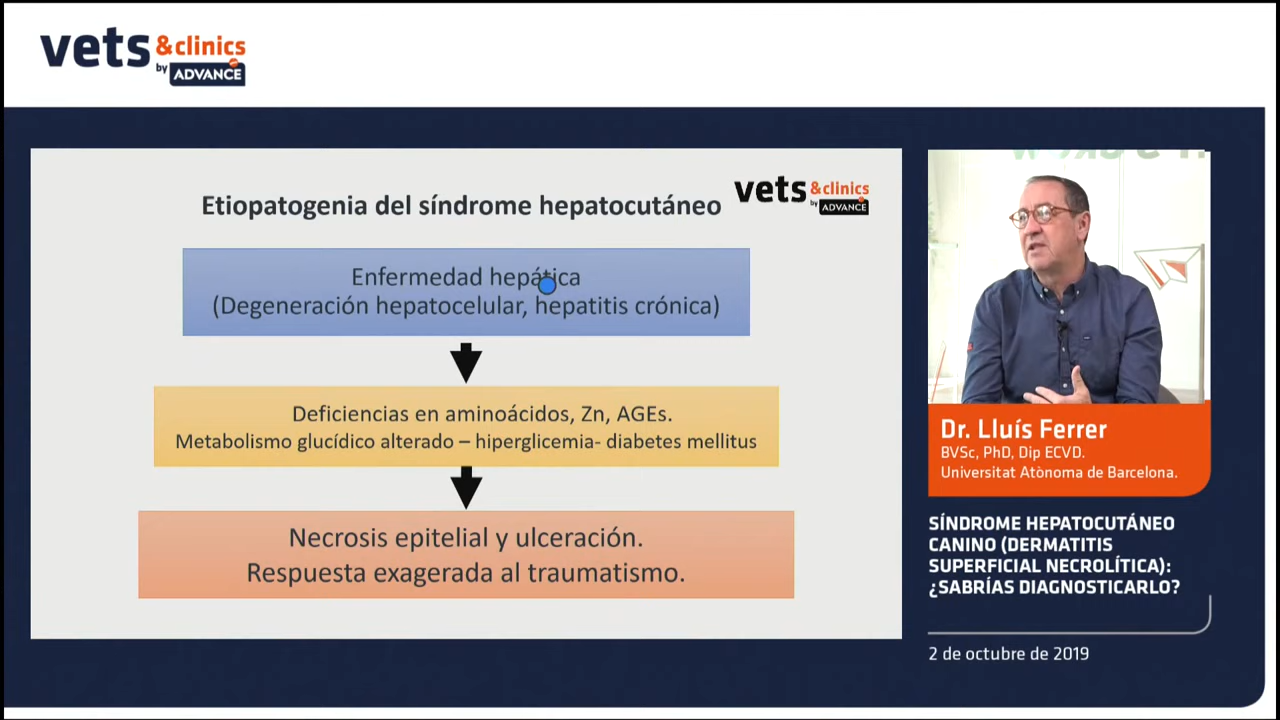 vets &clinics
by ADVANCE
Etiopatogenia del síndrome hepatocutáneo
vets &clinics
by ADVANCE
Enfermedad hepática
(Degeneración hepatocelular, hepatitis crónica)
Deficiencias en aminoácidos, Zn, AGEs.
Metabolismo glucídico alterado – hiperglicemia- diabetes mellitus
Necrosis epitelial y ulceración.
Respuesta exagerada al traumatismo.
Dr. Lluís Ferrer
BVSc, PhD, Dip ECVD.
Universitat Atònoma de Barcelona.
SÍNDROME HEPATOCUTÁNEO
CANINO (DERMATITIS
SUPERFICIAL NECROLÍTICA):
¿SABRÍAS DIAGNOSTICARLO?
2 de octubre de 2019